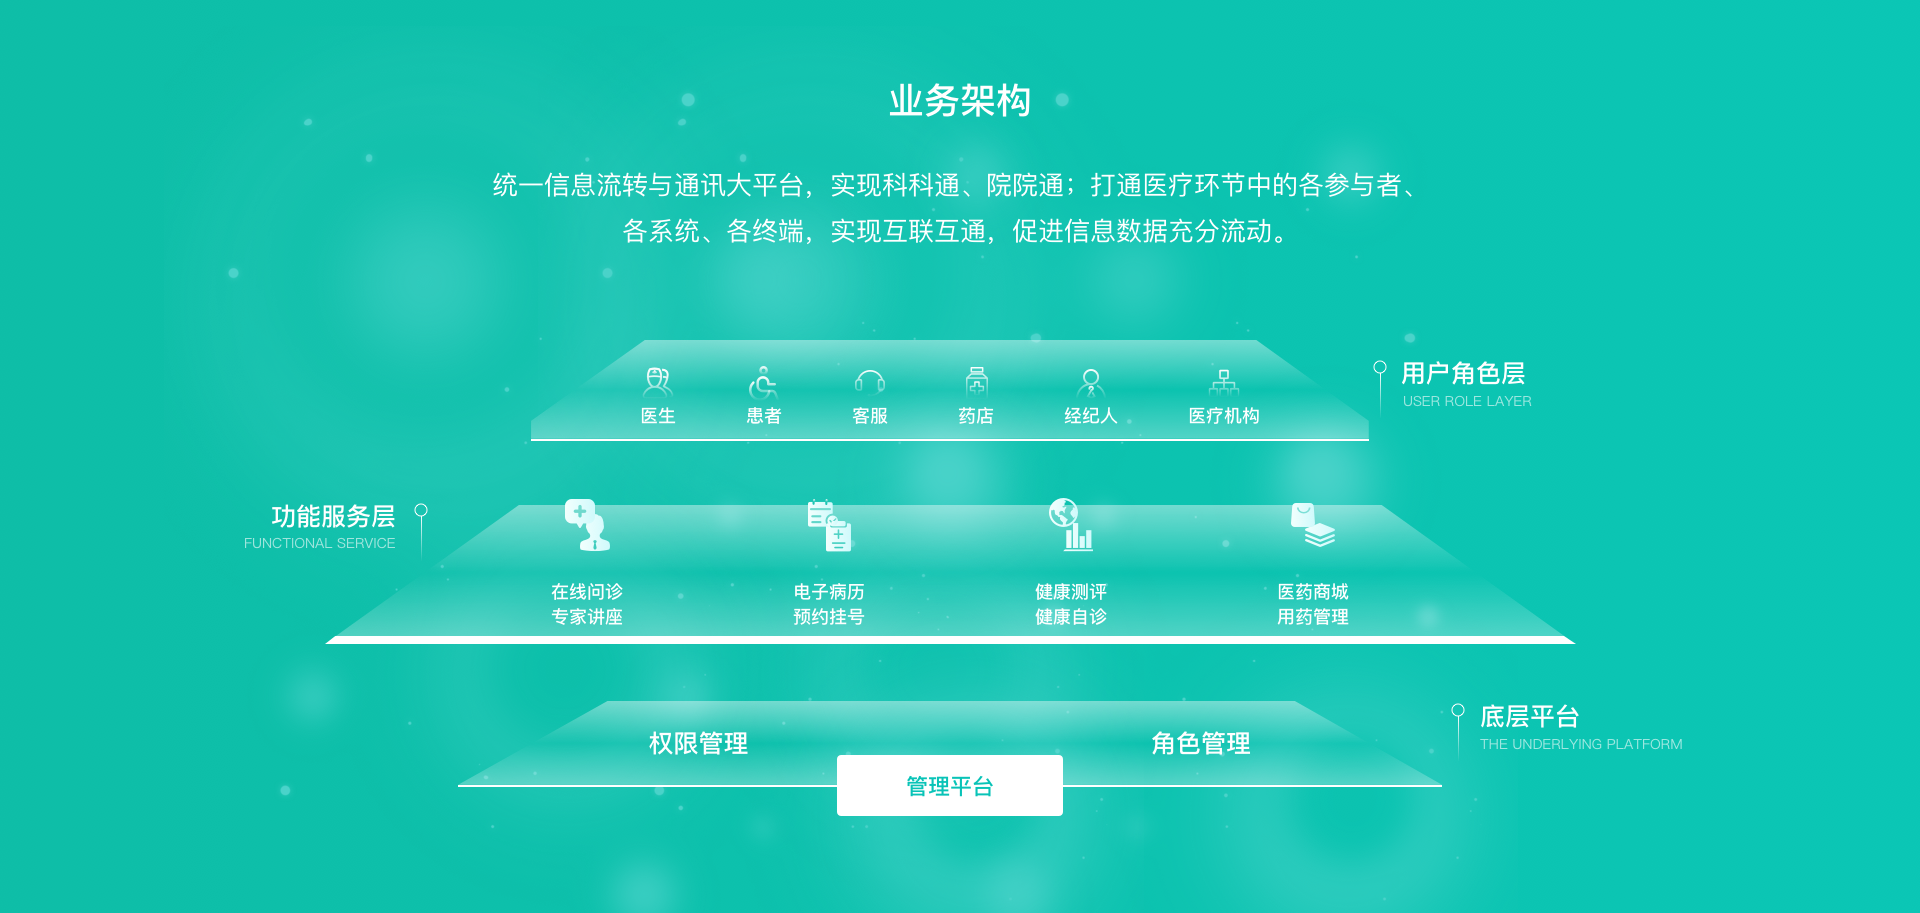 业务架构
统一信息流转与通讯大平台，实现科科通、院院通；打通医疗环节中的各参与者、
各系统、各终端，实现互联互通，促进信息数据充分流动。
用户角色层
USER ROLE LAYER
医生 患者 客服 药店 经纪人 医疗机构
功能服务层
FUNCTIONAL SERVICE
在线问诊 电子病历 健康测评 医药商城
专家讲座 预约挂号 健康自诊 用药管理
底层平台
THE UNDERLYING PLATFORM
权限管理 角色管理
管理平台